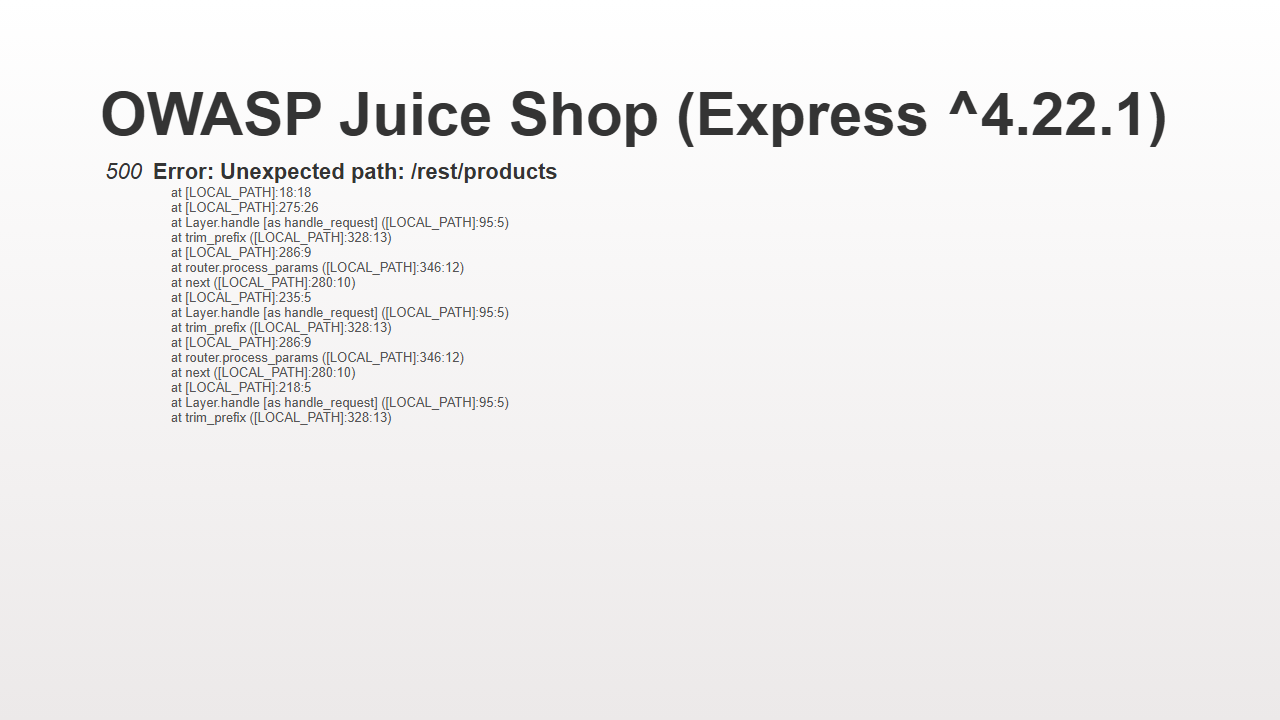 OWASP Juice Shop (Express ^4.22.1)
500 Error: Unexpected path: /rest/products
at [LOCAL_PATH]:18:18
at [LOCAL_PATH]:275:26
at Layer.handle [as handle_request] ([LOCAL_PATH]:95:5)
at trim_prefix ([LOCAL_PATH]:328:13)
at [LOCAL_PATH]:286:9
at router.process_params ([LOCAL_PATH]:346:12)
at next ([LOCAL_PATH]:280:10)
at [LOCAL_PATH]:235:5
at Layer.handle [as handle_request] ([LOCAL_PATH]:95:5)
at trim_prefix ([LOCAL_PATH]:328:13)
at [LOCAL_PATH]:286:9
at router.process_params ([LOCAL_PATH]:346:12)
at next ([LOCAL_PATH]:280:10)
at [LOCAL_PATH]:218:5
at Layer.handle [as handle_request] ([LOCAL_PATH]:95:5)
at trim_prefix ([LOCAL_PATH]:328:13)